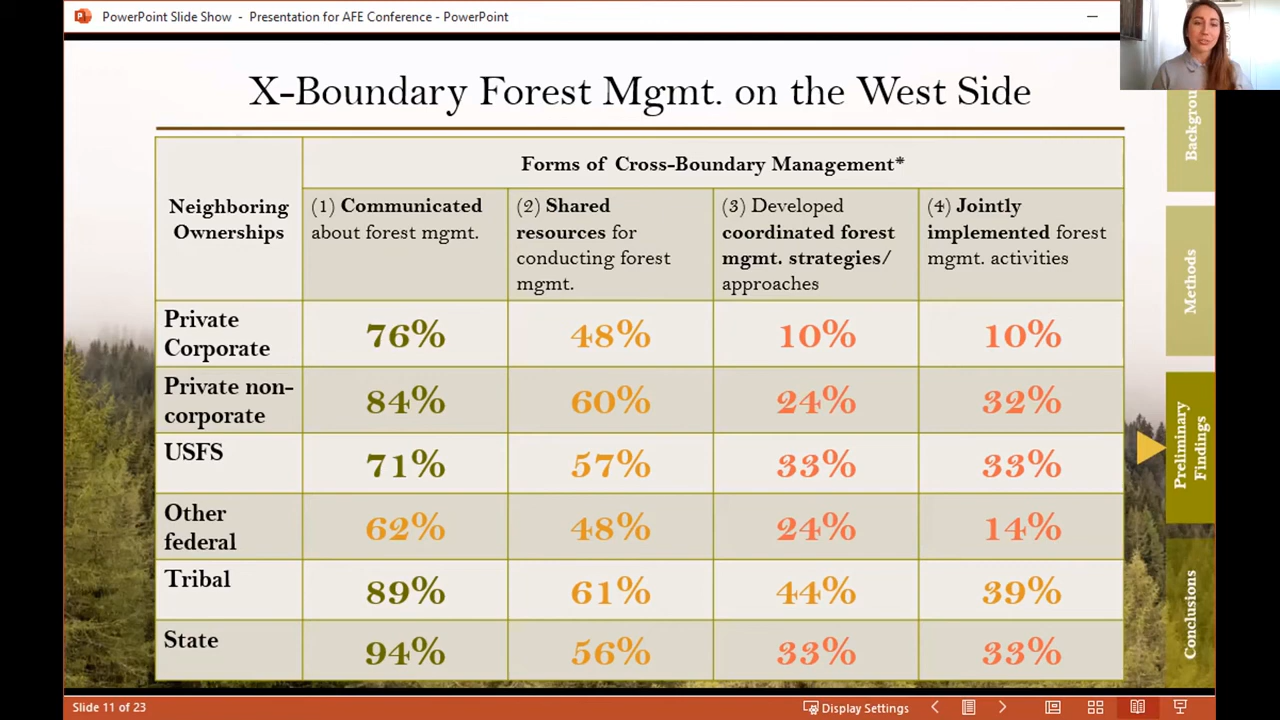 PowerPoint Slide Show - Presentation for AFE Conference - PowerPoint
X-Boundary Forest Mgmt. on the West Side
Neighboring
Ownerships
Forms of Cross-Boundary Management*
(1) Communicated
about forest mgmt.
(2) Shared
resources for
conducting forest
mgmt.
(3) Developed
coordinated forest
mgmt. strategies/
approaches
(4) Jointly
implemented forest
mgmt. activities
Private
Corporate
76%
48%
10%
10%
Private non-
corporate
84%
60%
24%
32%
USFS
71%
57%
33%
33%
Other
federal
62%
48%
24%
14%
Tribal
89%
61%
44%
39%
State
94%
56%
33%
33%
Methods
Preliminary
Findings
Conclusions
Slide 11 of 23
Display Settings